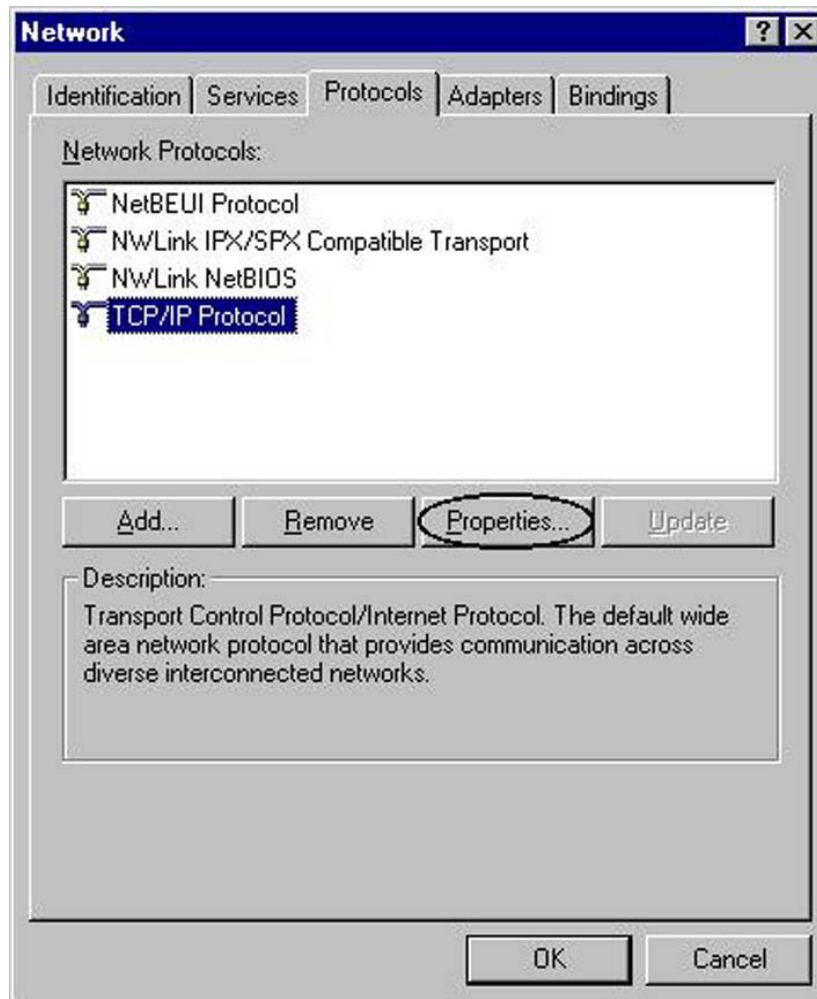 Network
Identification Services Protocols Adapters Bindings
Network Protocols:
NetBEUI Protocol
NWLink IPX/SPX Compatible Transport
NWLink NetBIOS
TCP/IP Protocol
Add... Remove Properties... Update
Description:
Transport Control Protocol/Internet Protocol. The default wide
area network protocol that provides communication across
diverse interconnected networks.
OK Cancel